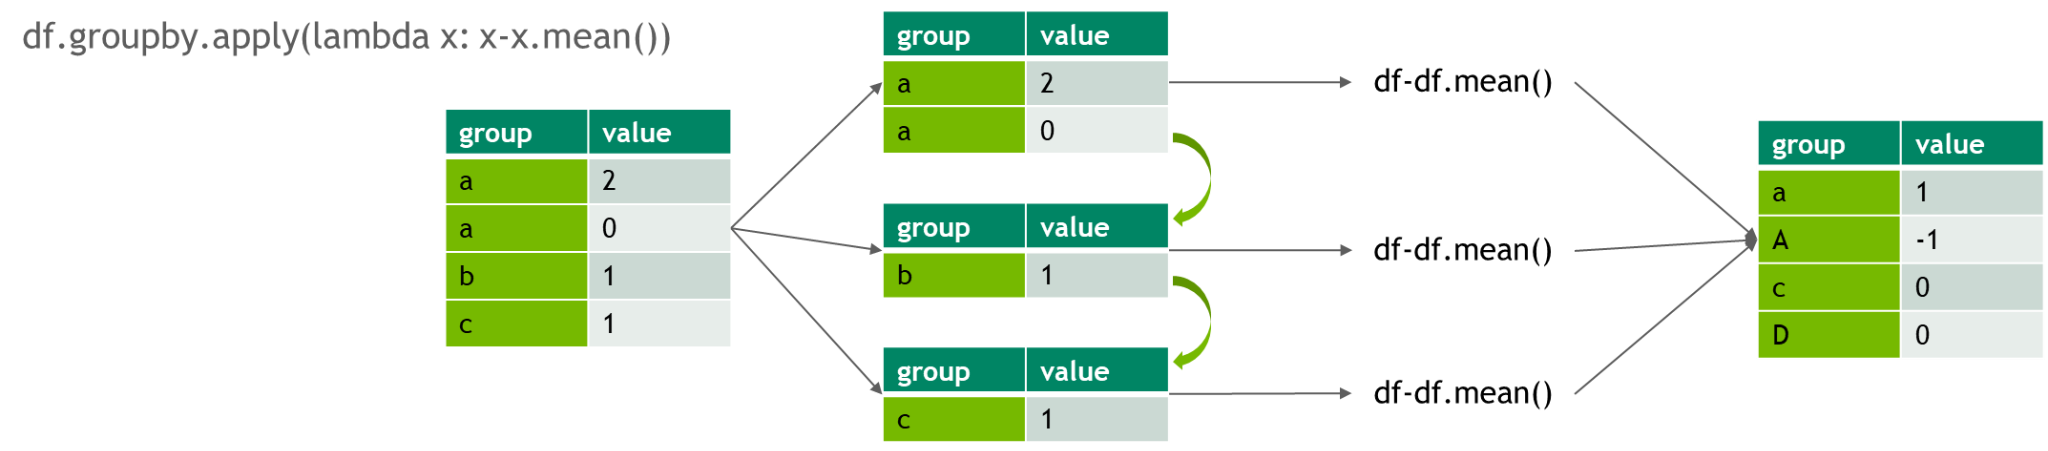 df.groupby.apply(lambda x: x-x.mean())
group value
a 2
a 0
b 1
c 1
group value
a 2
a 0
group value
b 1
group value
c 1
df-df.mean()
df-df.mean()
df-df.mean()
group value
a 1
A -1
c 0
D 0